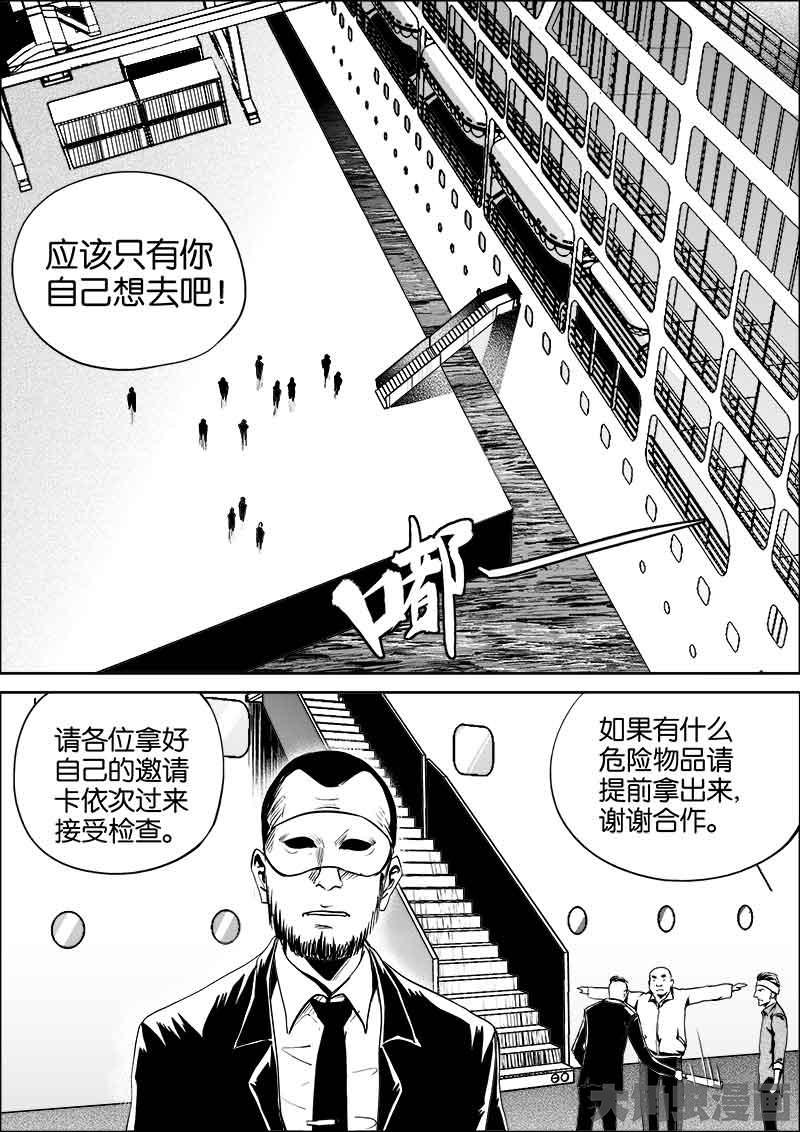 应该只有你
自己想去吧！
嘟
请各位拿好
自己的邀请
卡依次过来
接受检查。
如果有什么
危险物品请
提前拿出来，
谢谢合作。